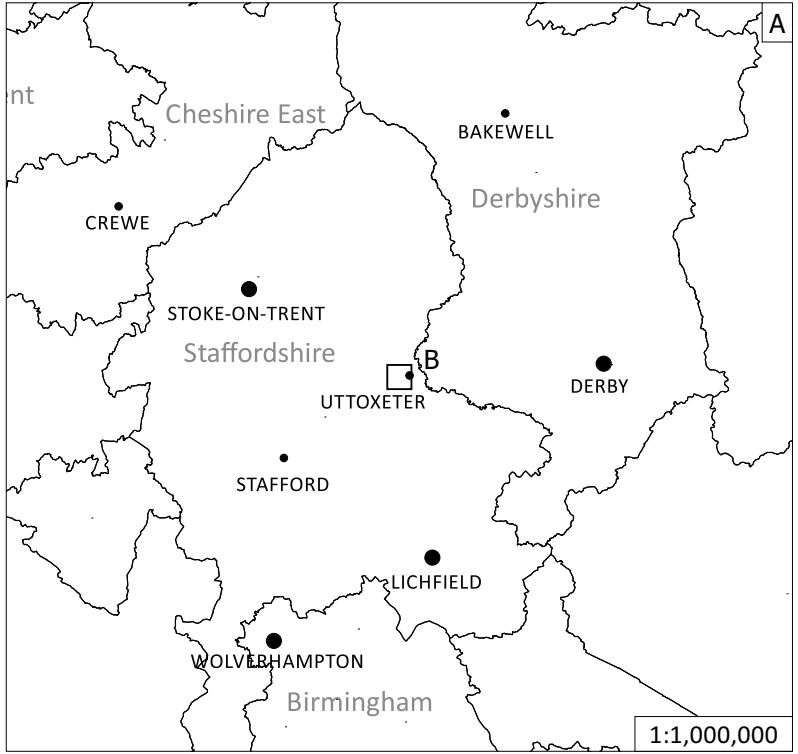 A
ent
Cheshire East
BAKEWELL
Derbyshire
CREWE
STOKE-ON-TRENT
Staffordshire
B
DERBY
UTTOXETER
STAFFORD
LICHFIELD
WOLVERHAMPTON
Birmingham
1:1,000,000